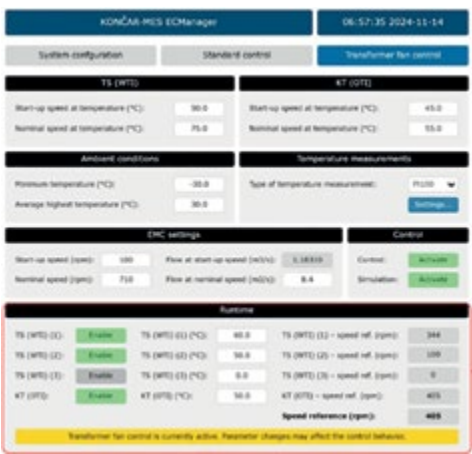 KONČAR-MES ECManager
06:57:35 2024-11-14
System configuration
Standard control
Transformer fan control
TS (WTI)
KT (OTI)
Start-up speed at temperature (°C):
Start-up speed at temperature (°C): 45.0
Nominal speed at temperature (°C): 75.0
Nominal speed at temperature (°C): 55.0
Ambient conditions
Temperature measurements
Minimum temperature (°C): -30.0
Type of temperature measurement: Pt100
Average highest temperature (°C): 30.0
Settings...
EMC settings
Control
Start-up speed (rpm): 100
Flow at start-up speed (m3/s):
Control: Activate
Nominal speed (rpm): 710
Flow at nominal speed (m3/s): 8.4
Simulation: Activate
Runtime
TS (WTI) (1): Enable TS (WTI) (1) (°C): 60.0 TS (WTI) (1) - speed ref. (rpm): 344
TS (WTI) (2): Enable TS (WTI) (2) (°C): 50.0 TS (WTI) (2) - speed ref. (rpm):
TS (WTI) (3): Enable TS (WTI) (3) (°C): 0.0 TS (WTI) (3) - speed ref. (rpm): 0
KT (OTI): Enable KT (OTI) (°C): 50.0 KT (OTI) - speed ref. (rpm): 405
Speed reference (rpm): 405
Transformer fan control is currently active. Parameter changes may affect the control behavior.